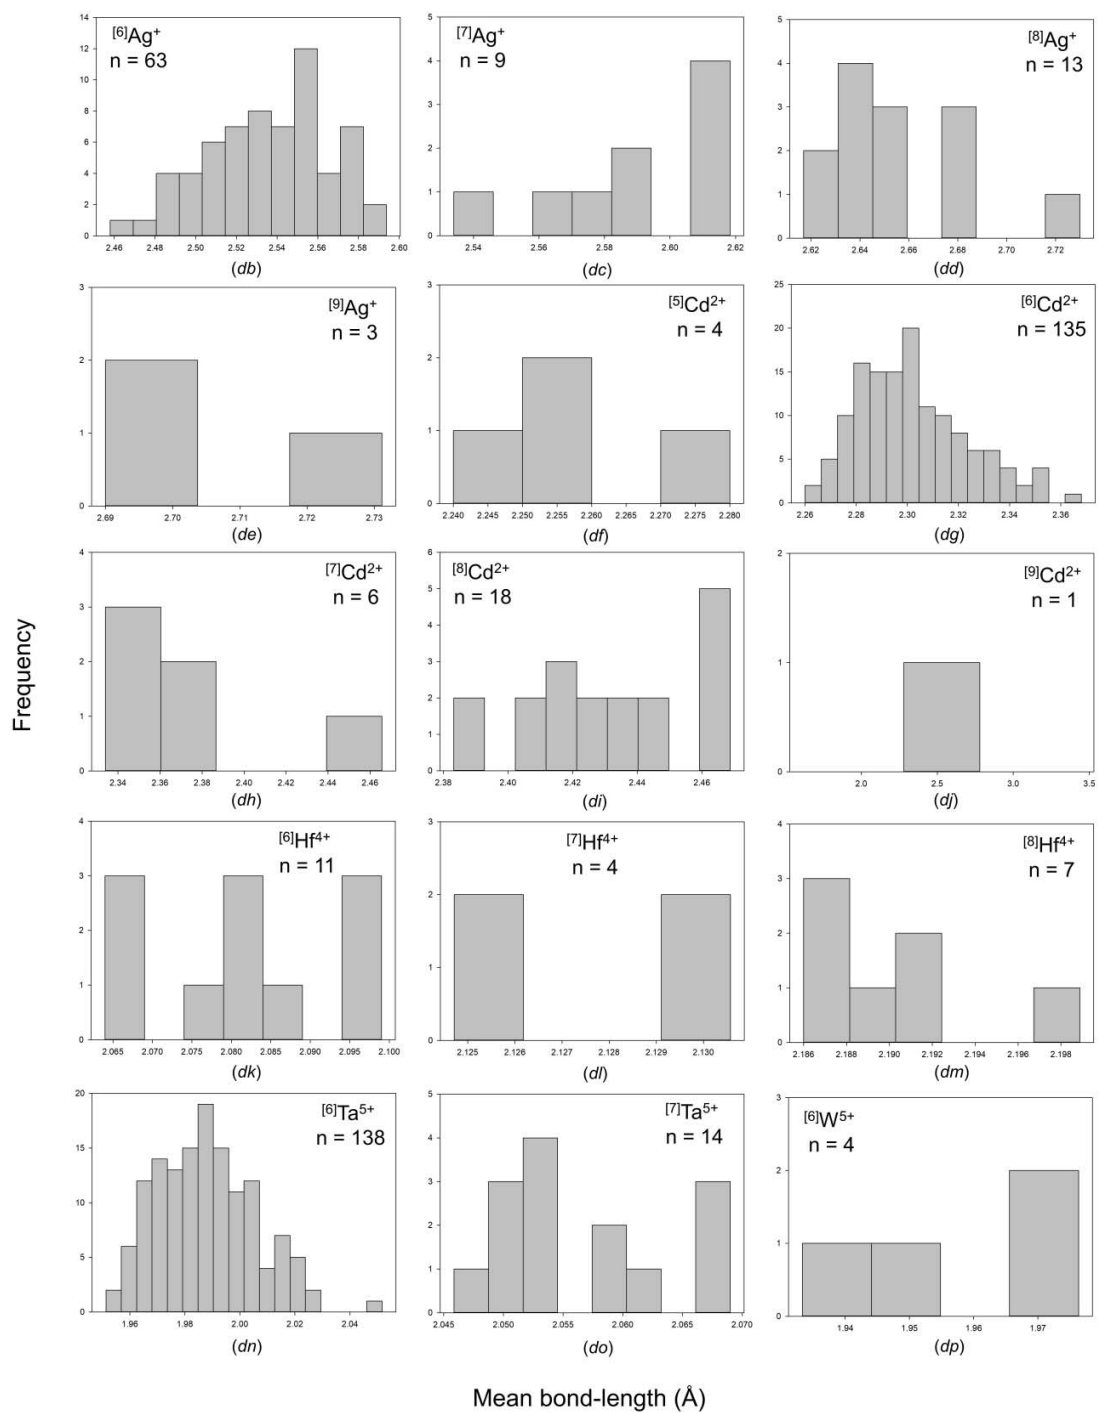 [6]Ag+
n = 63
14
12
10
8
6
4
2
0
2.46 2.48 2.50 2.52 2.54 2.56 2.58 2.60
(db)
[7]Ag+
n = 9
5
4
3
2
1
0
2.54 2.56 2.58 2.60 2.62
(dc)
[8]Ag+
n = 13
5
4
3
2
1
0
2.62 2.64 2.66 2.68 2.70 2.72
(dd)
[9]Ag+
n = 3
3
2
1
0
2.69 2.70 2.71 2.72 2.73
(de)
[5]Cd2+
n = 4
3
2
1
0
2.240 2.245 2.250 2.255 2.260 2.265 2.270 2.275 2.280
(df)
[6]Cd2+
n = 135
25
20
15
10
5
0
2.26 2.28 2.30 2.32 2.34 2.36
(dg)
Frequency
[7]Cd2+
n = 6
4
3
2
1
0
2.34 2.36 2.38 2.40 2.42 2.44 2.46
(dh)
[8]Cd2+
n = 18
6
5
4
3
2
1
0
2.38 2.40 2.42 2.44 2.46
(di)
[9]Cd2+
n = 1
2
1
0
2.0 2.5 3.0 3.5
(dj)
[6]Hf4+
n = 11
4
3
2
1
0
2.065 2.070 2.075 2.080 2.085 2.090 2.095 2.100
(dk)
[7]Hf4+
n = 4
3
2
1
0
2.125 2.126 2.127 2.128 2.129 2.130
(dl)
[8]Hf4+
n = 7
4
3
2
1
0
2.186 2.188 2.190 2.192 2.194 2.196 2.198
(dm)
[6]Ta5+
n = 138
20
15
10
5
0
1.96 1.98 2.00 2.02 2.04
(dn)
[7]Ta5+
n = 14
5
4
3
2
1
0
2.045 2.050 2.055 2.060 2.065 2.070
(do)
[6]W5+
n = 4
3
2
1
0
1.94 1.95 1.96 1.97
(dp)
Mean bond-length (Å)